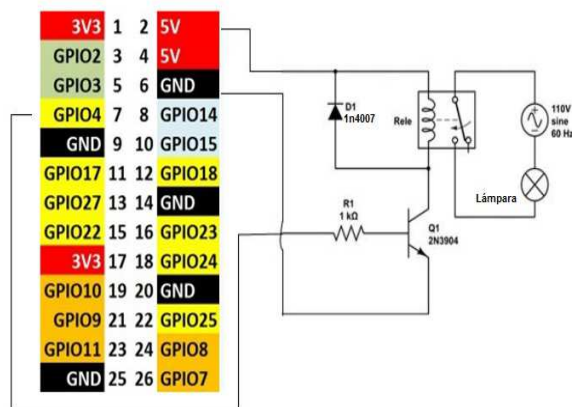 3V3 1 2 5V
GPIO2 3 4 5V
GPIO3 5 6 GND
GPIO4 7 8 GPIO14
GND 9 10 GPIO15
GPIO17 11 12 GPIO18
GPIO27 13 14 GND
GPIO22 15 16 GPIO23
3V3 17 18 GPIO24
GPIO10 19 20 GND
GPIO9 21 22 GPIO25
GPIO11 23 24 GPIO8
GND 25 26 GPIO7
D1
1n4007
Rele
110V
sine
60 Hz
Lámpara
R1
1 kΩ
Q1
2N3904